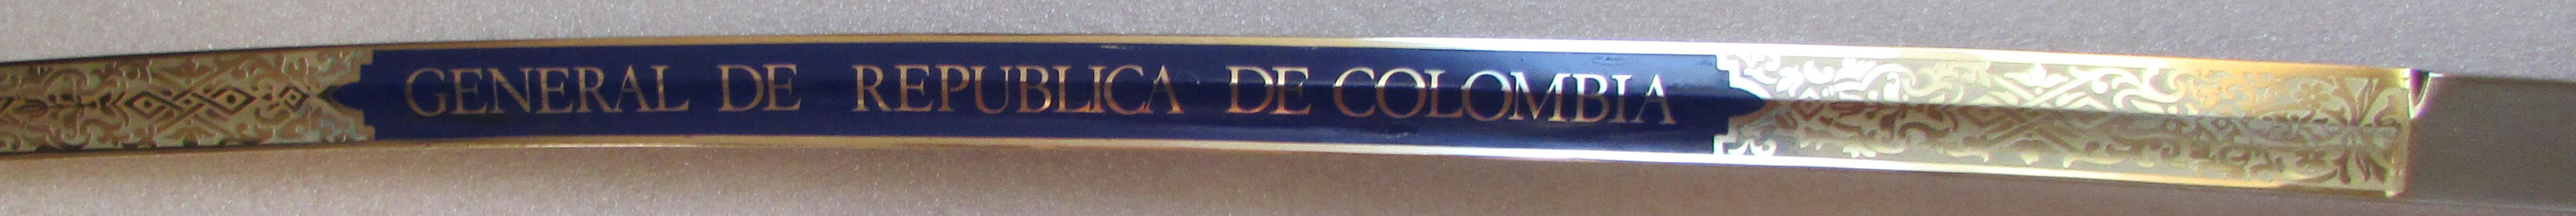 GENERAL DE REPUBLICA DE COLOMBIA